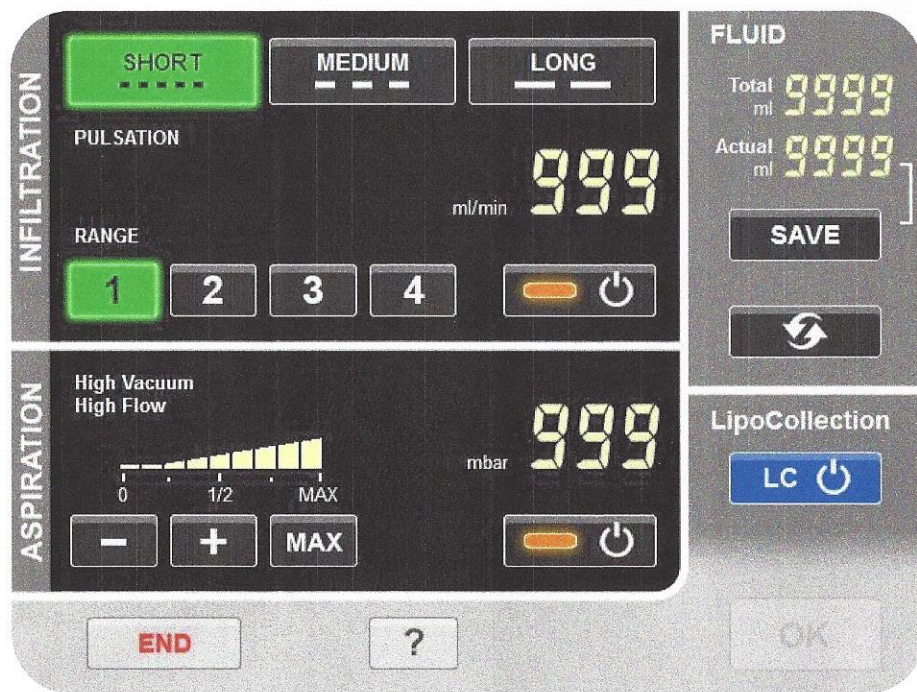 INFILTRATION
SHORT
MEDIUM
LONG
PULSATION
999
ml/min
RANGE
1
2
3
4
ASPIRATION
High Vacuum
High Flow
0
1/2
MAX
999
mbar
−
+
MAX
FLUID
Total
ml
9999
Actual
ml
9999
SAVE
LipoCollection
LC
END
?
OK